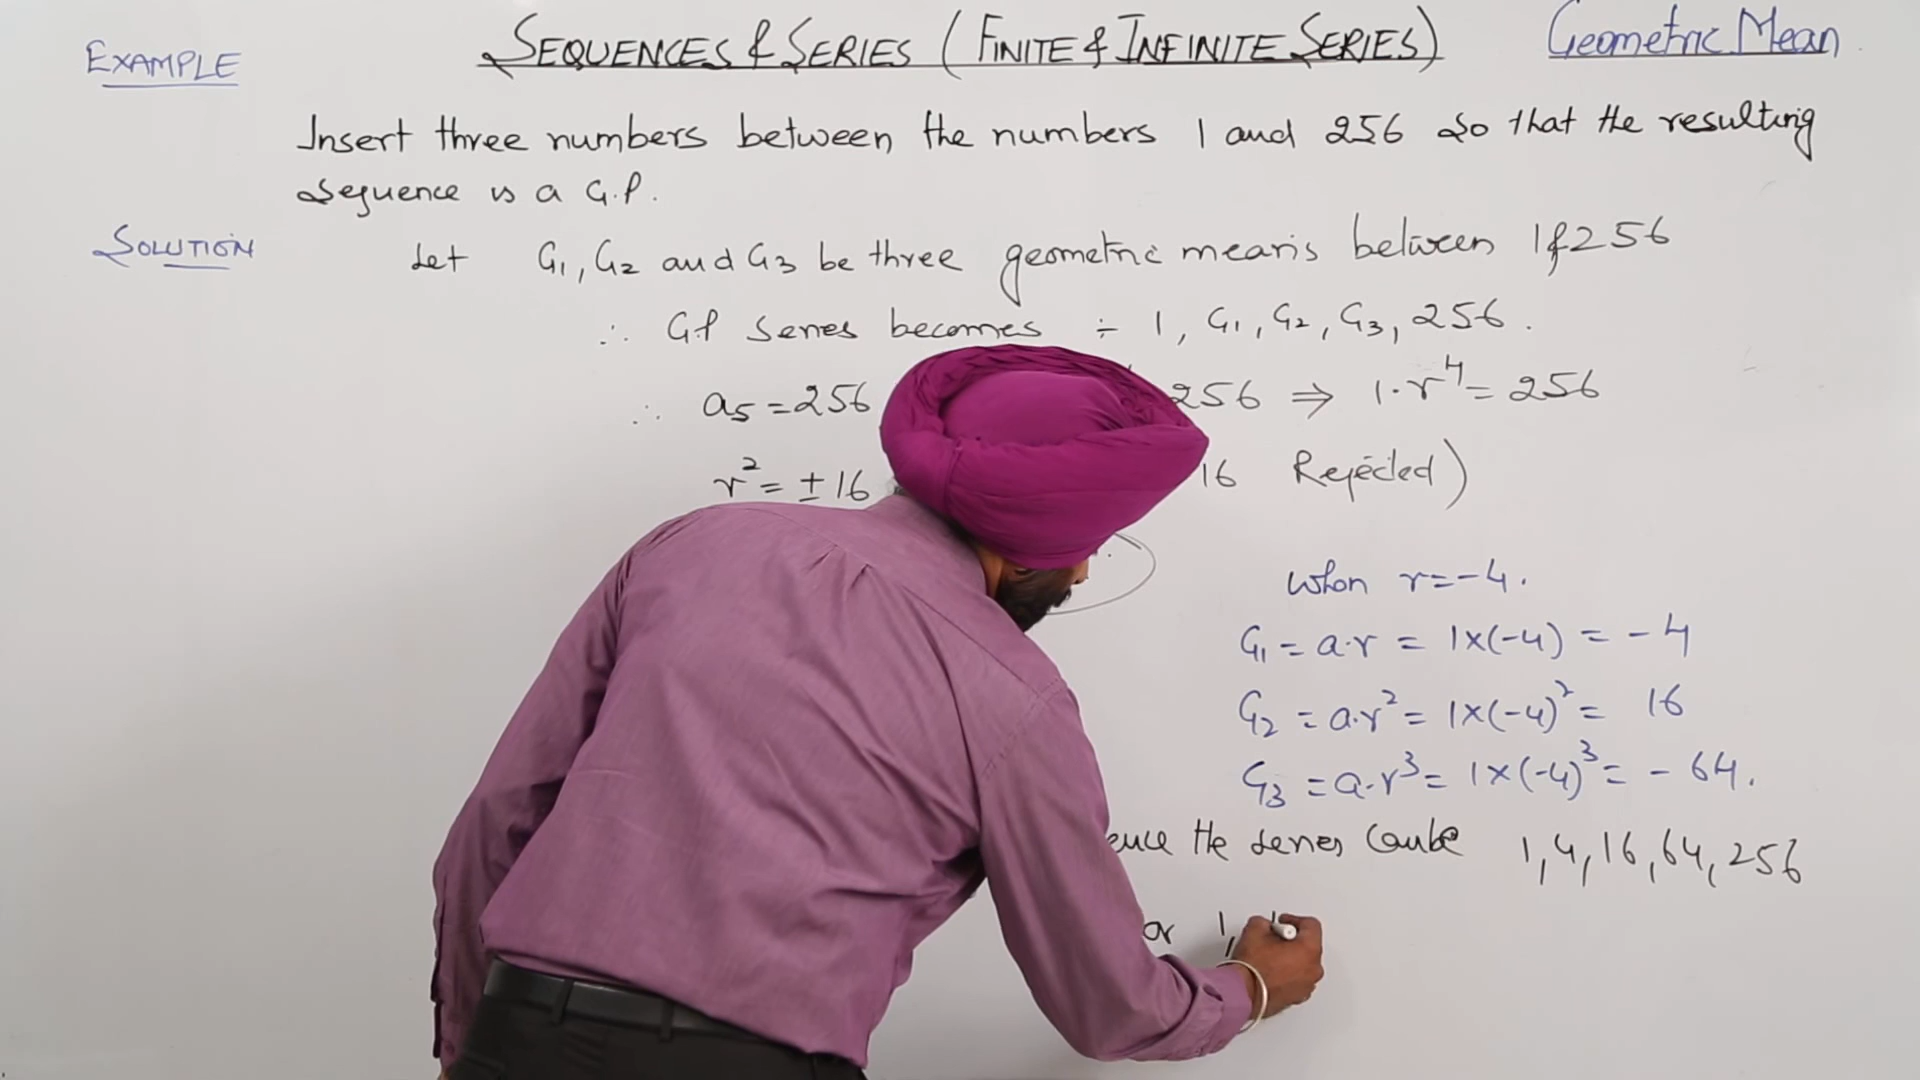 EXAMPLE
SEQUENCES & SERIES (FINITE & INFINITE SERIES)
Geometric Mean
Insert three numbers between the numbers 1 and 256 so that the resulting
sequence is a G.P.
SOLUTION
Let G₁, G₂ and G₃ be three geometric means between 1 & 256
∴ G.P series becomes ÷ 1, G₁, G₂, G₃, 256.
∴ a₅ = 256 256 ⇒ 1·r⁴ = 256
r² = ± 16 16 Rejected)
When r = -4.
G₁ = a·r = 1×(-4) = -4
G₂ = a·r² = 1×(-4)² = 16
G₃ = a·r³ = 1×(-4)³ = -64.
the series can be 1, 4, 16, 64, 256
or 1,